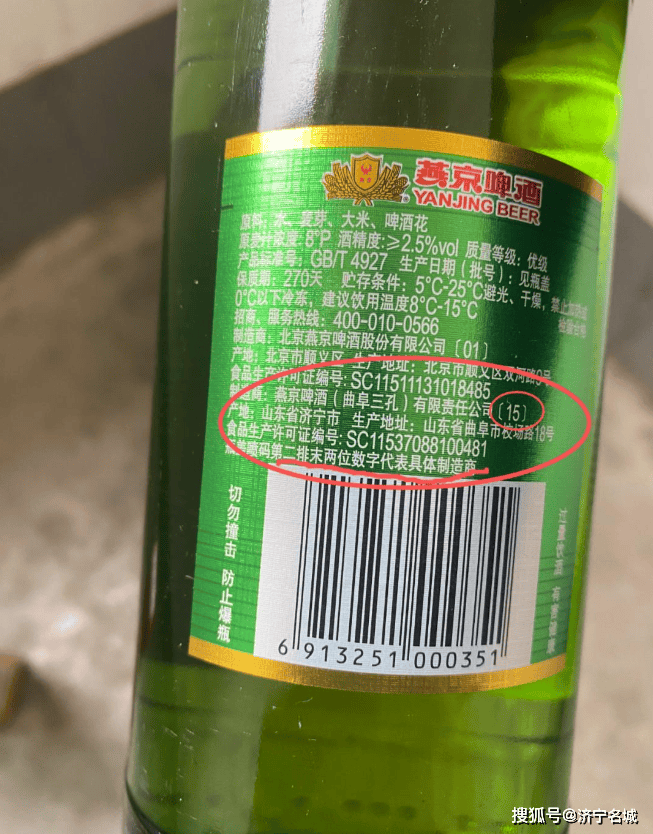 燕京啤酒
YANJING BEER
原料：水、麦芽、大米、啤酒花
原麦汁浓度：8°P 酒精度：≥2.5%vol 质量等级：优级
产品标准号：GB/T 4927 生产日期（批号）：见瓶盖
保质期：270天 贮存条件：5°C-25°C避光、干燥，禁止
0°C以下冷冻，建议饮用温度8°C-15°C
招商、服务热线：400-010-0566
制造商：北京燕京啤酒股份有限公司〔01〕
产地：北京市顺义区 生产地址：北京市顺义区双河路9号
食品生产许可证编号：SC11511131018485
制造商：燕京啤酒（曲阜三孔）有限责任公司〔15〕
产地：山东省济宁市 生产地址：山东省曲阜市校场路18号
食品生产许可证编号：SC11537088100481
瓶盖喷码第二排末两位数字代表具体制造商
切勿撞击 防止爆瓶
过量饮酒 有害健康
6 913251 000351
搜狐号@济宁名城